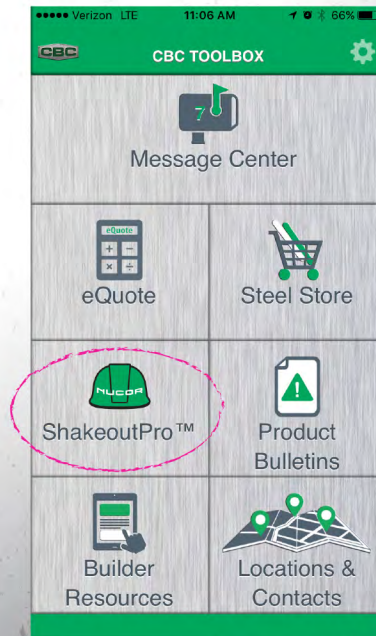 Verizon LTE 11:06 AM 66%
CBC CBC TOOLBOX
7
Message Center
eQuote
eQuote Steel Store
NUCOR
ShakeoutPro™ Product
Bulletins
Builder Locations &
Resources Contacts